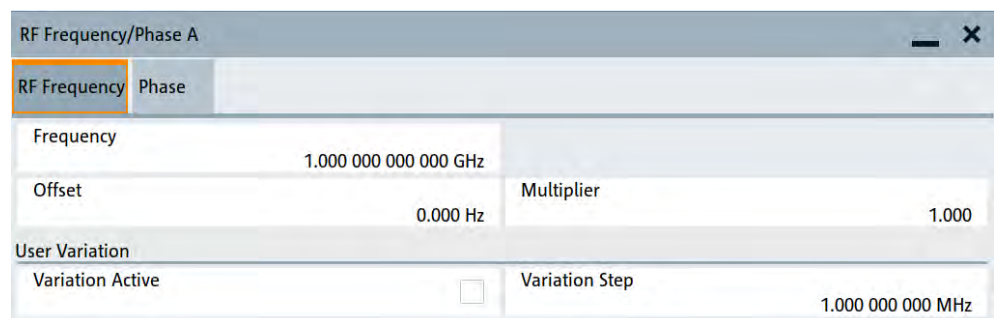 RF Frequency/Phase A
RF Frequency Phase
Frequency
1.000 000 000 000 GHz
Offset Multiplier
0.000 Hz 1.000
User Variation
Variation Active Variation Step
1.000 000 000 MHz